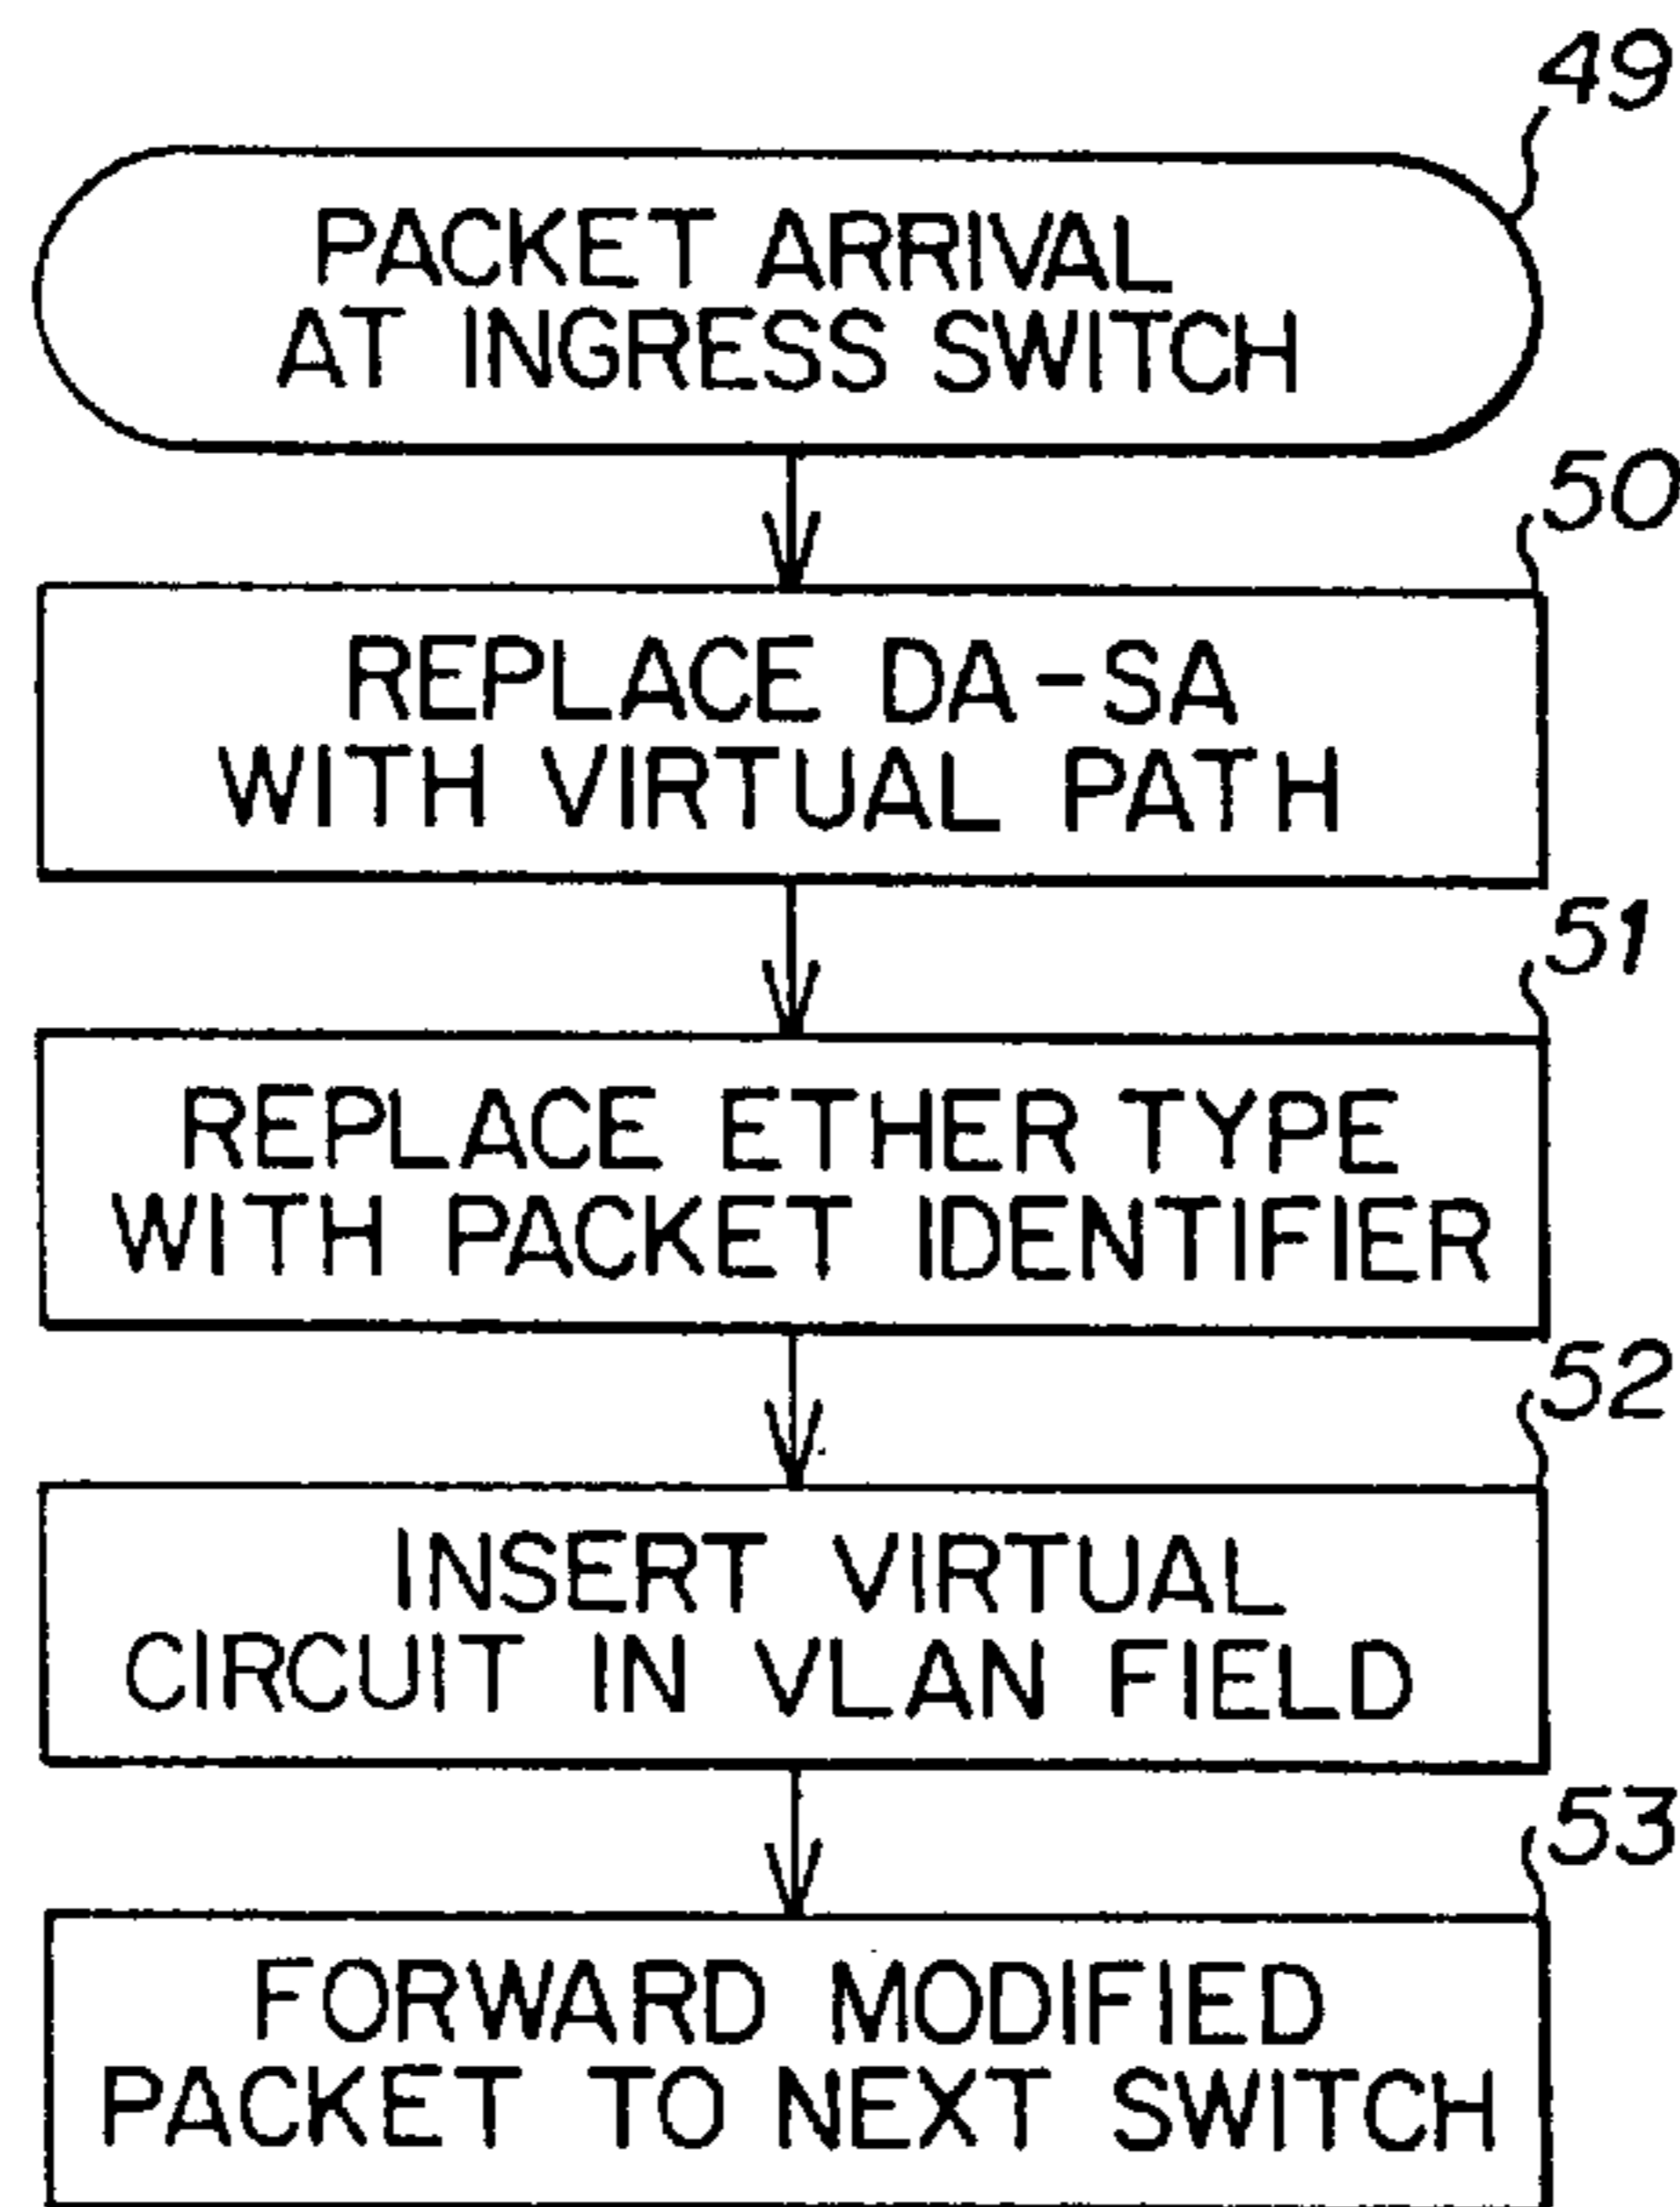 49
PACKET ARRIVAL
AT INGRESS SWITCH
50
REPLACE DA-SA
WITH VIRTUAL PATH
51
REPLACE ETHER TYPE
WITH PACKET IDENTIFIER
52
INSERT VIRTUAL
CIRCUIT IN VLAN FIELD
53
FORWARD MODIFIED
PACKET TO NEXT SWITCH